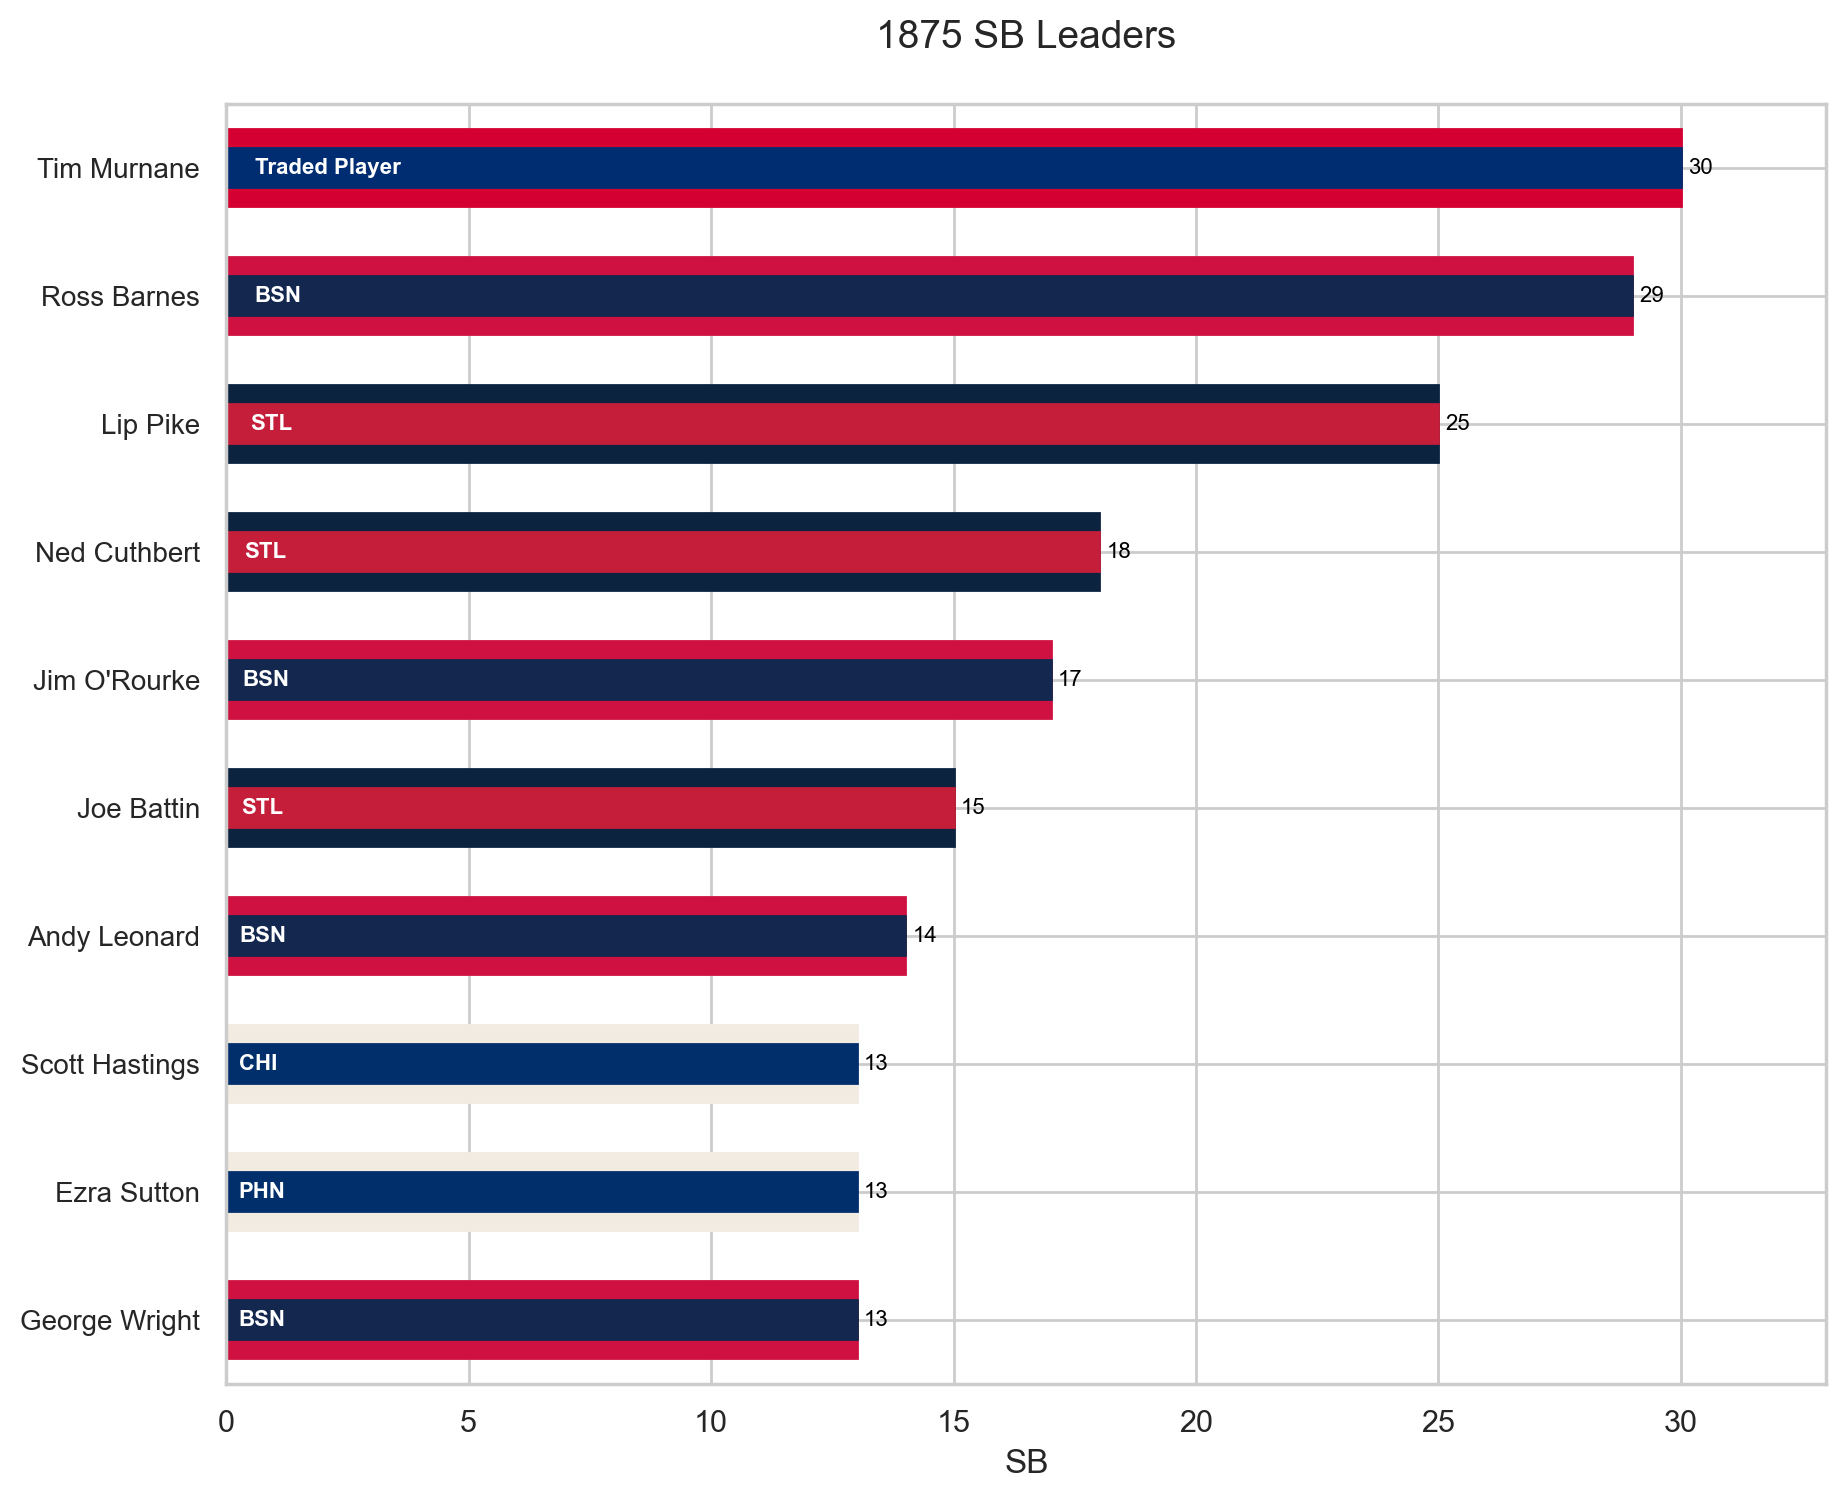 1875 SB Leaders
Tim Murnane
Traded Player
30
Ross Barnes
BSN
29
Lip Pike
STL
25
Ned Cuthbert
STL
18
Jim O'Rourke
BSN
17
Joe Battin
STL
15
Andy Leonard
BSN
14
Scott Hastings
CHI
13
Ezra Sutton
PHN
13
George Wright
BSN
13
0 5 10 15 20 25 30
SB